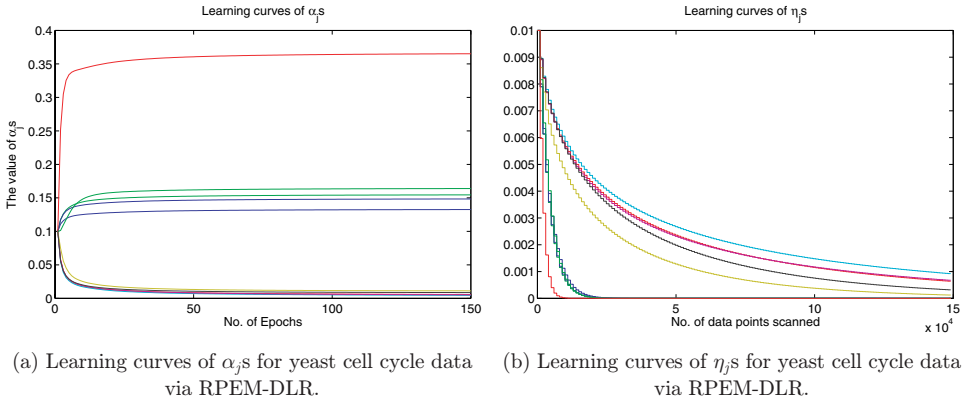 Learning curves of αjs
0.4
0.35
0.3
0.25
0.2
0.15
0.1
0.05
0
The value of αjs
0
50
100
150
No. of Epochs
(a) Learning curves of αjs for yeast cell cycle data
via RPEM-DLR.
Learning curves of ηjs
0.01
0.009
0.008
0.007
0.006
0.005
0.004
0.003
0.002
0.001
0
0
5
10
15
No. of data points scanned
x 10^4
(b) Learning curves of ηjs for yeast cell cycle data
via RPEM-DLR.